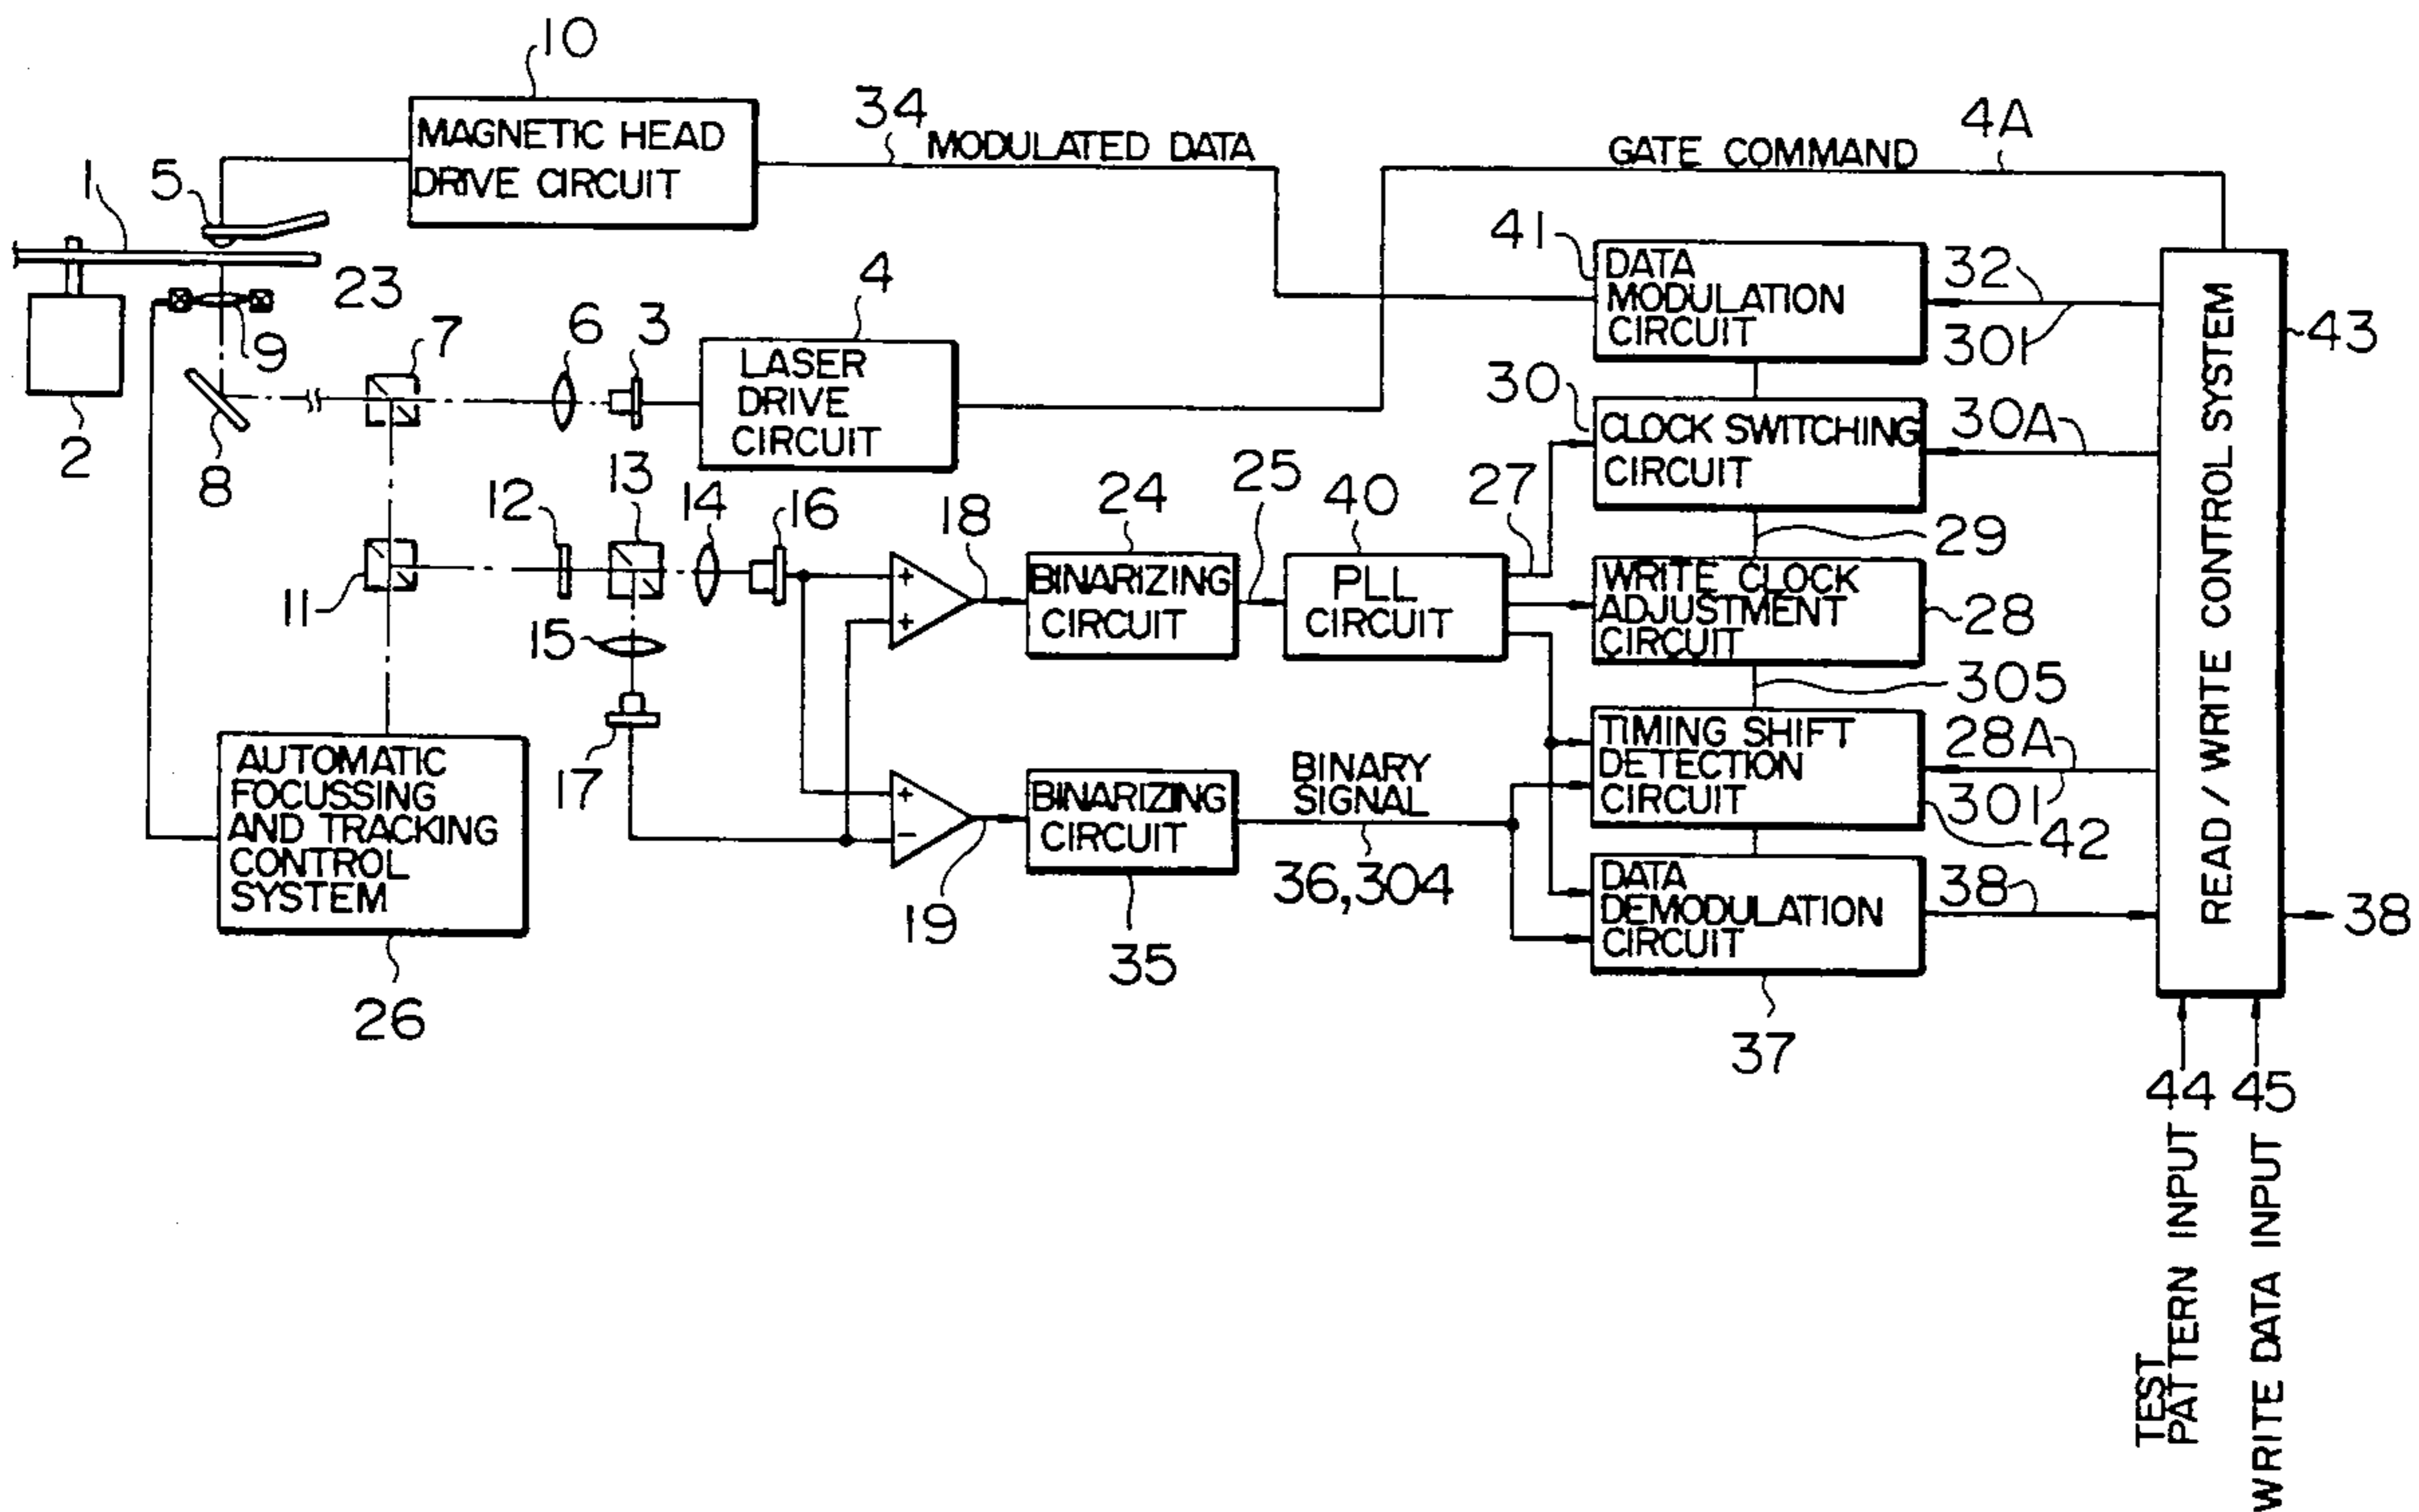 10
MAGNETIC HEAD
DRIVE CIRCUIT
34
MODULATED DATA
GATE COMMAND
4A
1
5
23
9
2
8
7
6
3
4
LASER
DRIVE
CIRCUIT
41
DATA
MODULATION
CIRCUIT
32
301
43
READ / WRITE CONTROL SYSTEM
30
CLOCK SWITCHING
CIRCUIT
30A
29
11
12
13
14
16
15
17
+
+
18
24
BINARIZING
CIRCUIT
25
40
PLL
CIRCUIT
27
WRITE CLOCK
ADJUSTMENT
CIRCUIT
28
305
AUTOMATIC
FOCUSSING
AND TRACKING
CONTROL
SYSTEM
26
+
−
19
BINARIZING
CIRCUIT
35
BINARY
SIGNAL
36,304
TIMING SHIFT
DETECTION
CIRCUIT
28A
301
42
DATA
DEMODULATION
CIRCUIT
38
37
38
44
45
TEST
PATTERN INPUT
WRITE DATA INPUT